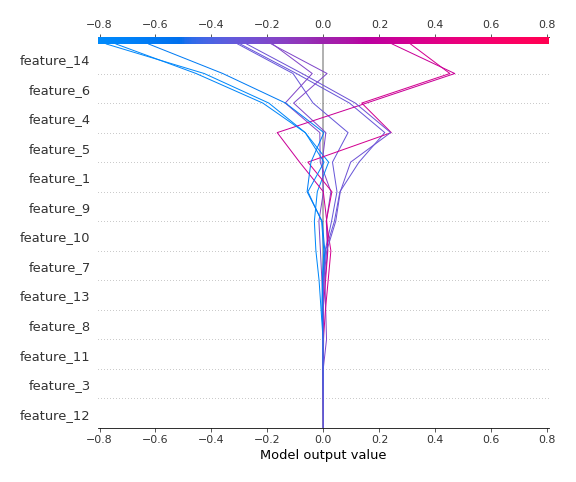 −0.8 −0.6 −0.4 −0.2 0.0 0.2 0.4 0.6 0.8
feature_14
feature_6
feature_4
feature_5
feature_1
feature_9
feature_10
feature_7
feature_13
feature_8
feature_11
feature_3
feature_12
−0.8 −0.6 −0.4 −0.2 0.0 0.2 0.4 0.6 0.8
Model output value